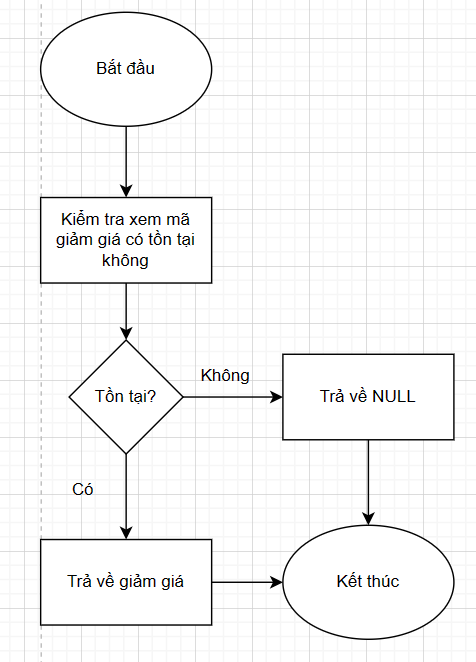 Bắt đầu
Kiểm tra xem mã
giảm giá có tồn tại
không
Tồn tại?
Không
Trả về NULL
Có
Trả về giảm giá
Kết thúc